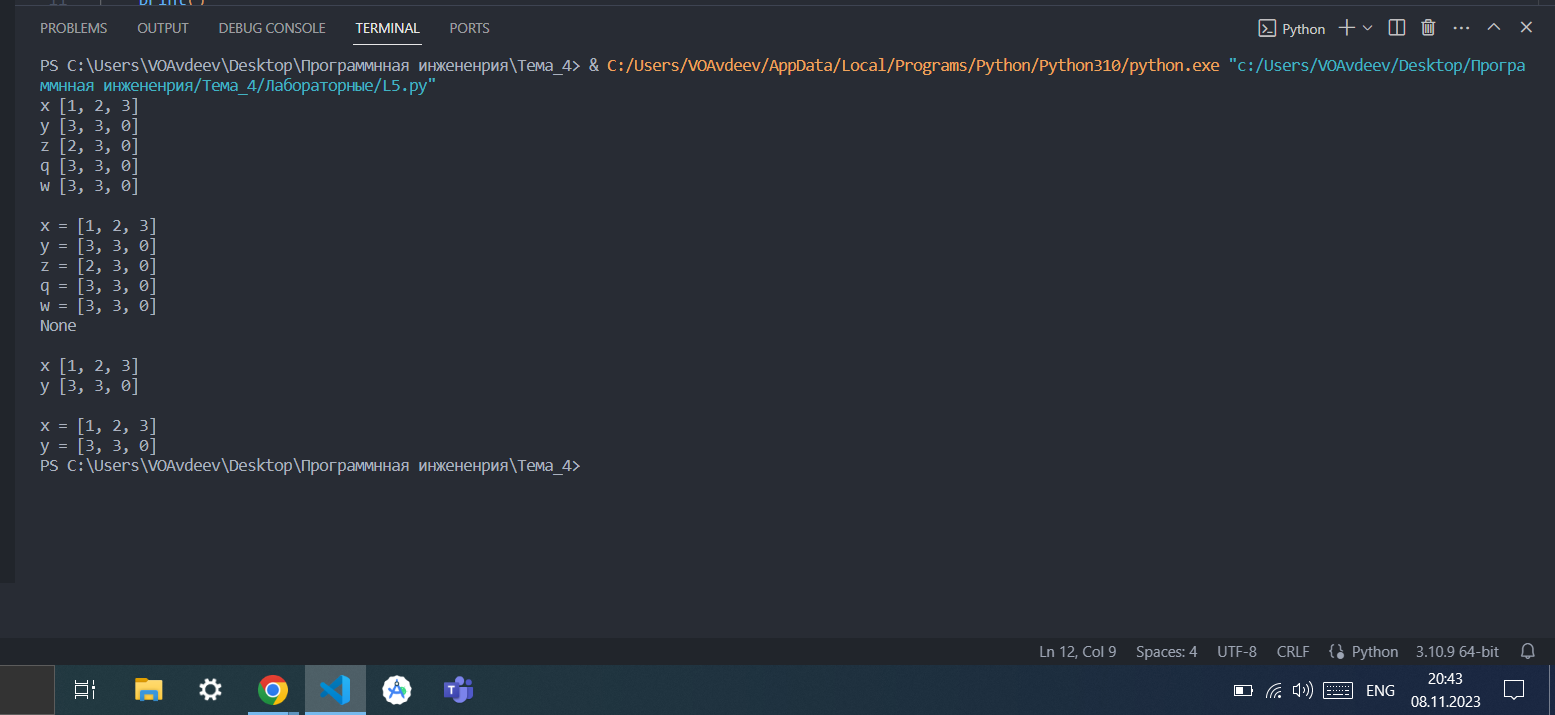 print()
PROBLEMS OUTPUT DEBUG CONSOLE TERMINAL PORTS Python
PS C:\Users\VOAvdeev\Desktop\Программнная инжененрия\Тема_4> & C:/Users/VOAvdeev/AppData/Local/Programs/Python/Python310/python.exe "c:/Users/VOAvdeev/Desktop/Програ
ммнная инжененрия/Тема_4/Лабораторные/L5.py"
x [1, 2, 3]
y [3, 3, 0]
z [2, 3, 0]
q [3, 3, 0]
w [3, 3, 0]
x = [1, 2, 3]
y = [3, 3, 0]
z = [2, 3, 0]
q = [3, 3, 0]
w = [3, 3, 0]
None
x [1, 2, 3]
y [3, 3, 0]
x = [1, 2, 3]
y = [3, 3, 0]
PS C:\Users\VOAvdeev\Desktop\Программнная инжененрия\Тема_4>
Ln 12, Col 9 Spaces: 4 UTF-8 CRLF Python 3.10.9 64-bit
ENG
20:43
08.11.2023